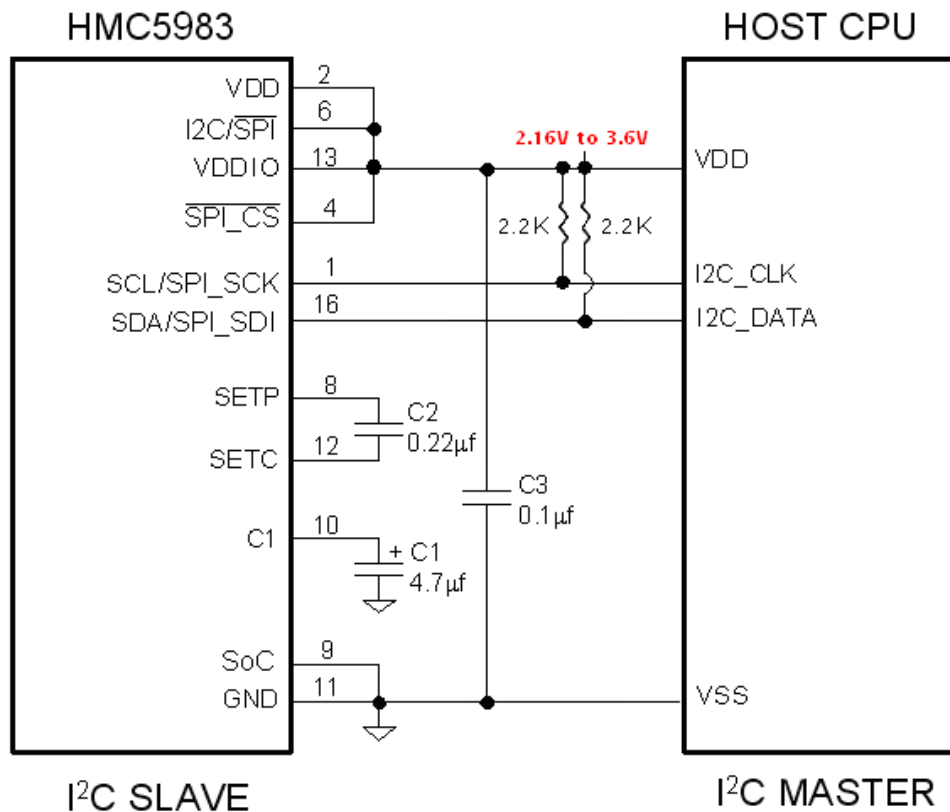 HMC5983
HOST CPU
VDD
2
I2C/SPI
6
VDDIO
13
SPI_CS
4
2.16V to 3.6V
VDD
2.2K
2.2K
SCL/SPI_SCK
1
I2C_CLK
SDA/SPI_SDI
16
I2C_DATA
SETP
8
C2
0.22µf
SETC
12
C3
0.1µf
C1
10
+ C1
4.7µf
SoC
9
GND
11
VSS
I²C SLAVE
I²C MASTER